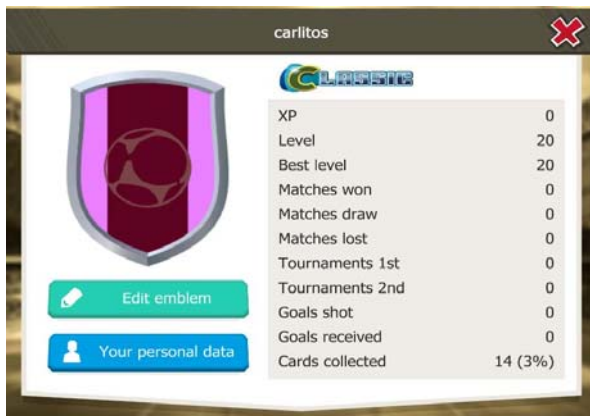 carlitos
CLASSIC
XP 0
Level 20
Best level 20
Matches won 0
Matches draw 0
Matches lost 0
Tournaments 1st 0
Tournaments 2nd 0
Goals shot 0
Goals received 0
Cards collected 14 (3%)
Edit emblem
Your personal data